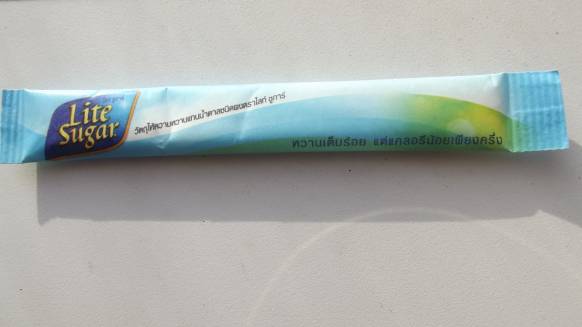 Lite
Sugar
วัตถุให้ความหวานแทนน้ำตาลชนิดผงตราไลท์ ชูการ์
หวานเต็มร้อย แต่แคลอรีน้อยเพียงครึ่ง